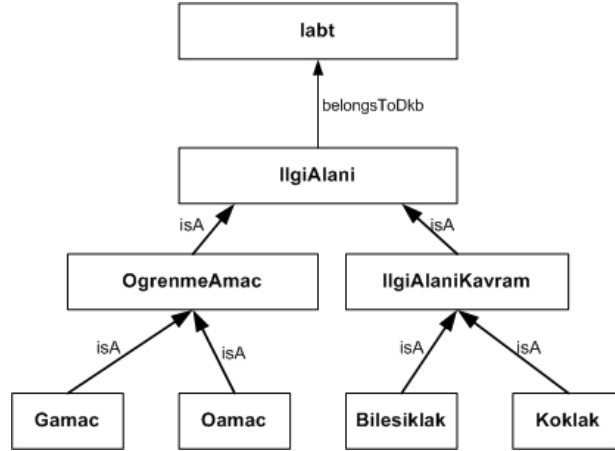 Iabt
belongsToDkb
IlgiAlani
isA
isA
OgrenmeAmac
IlgiAlaniKavram
isA
isA
isA
isA
Gamac
Oamac
Bilesiklak
Koklak